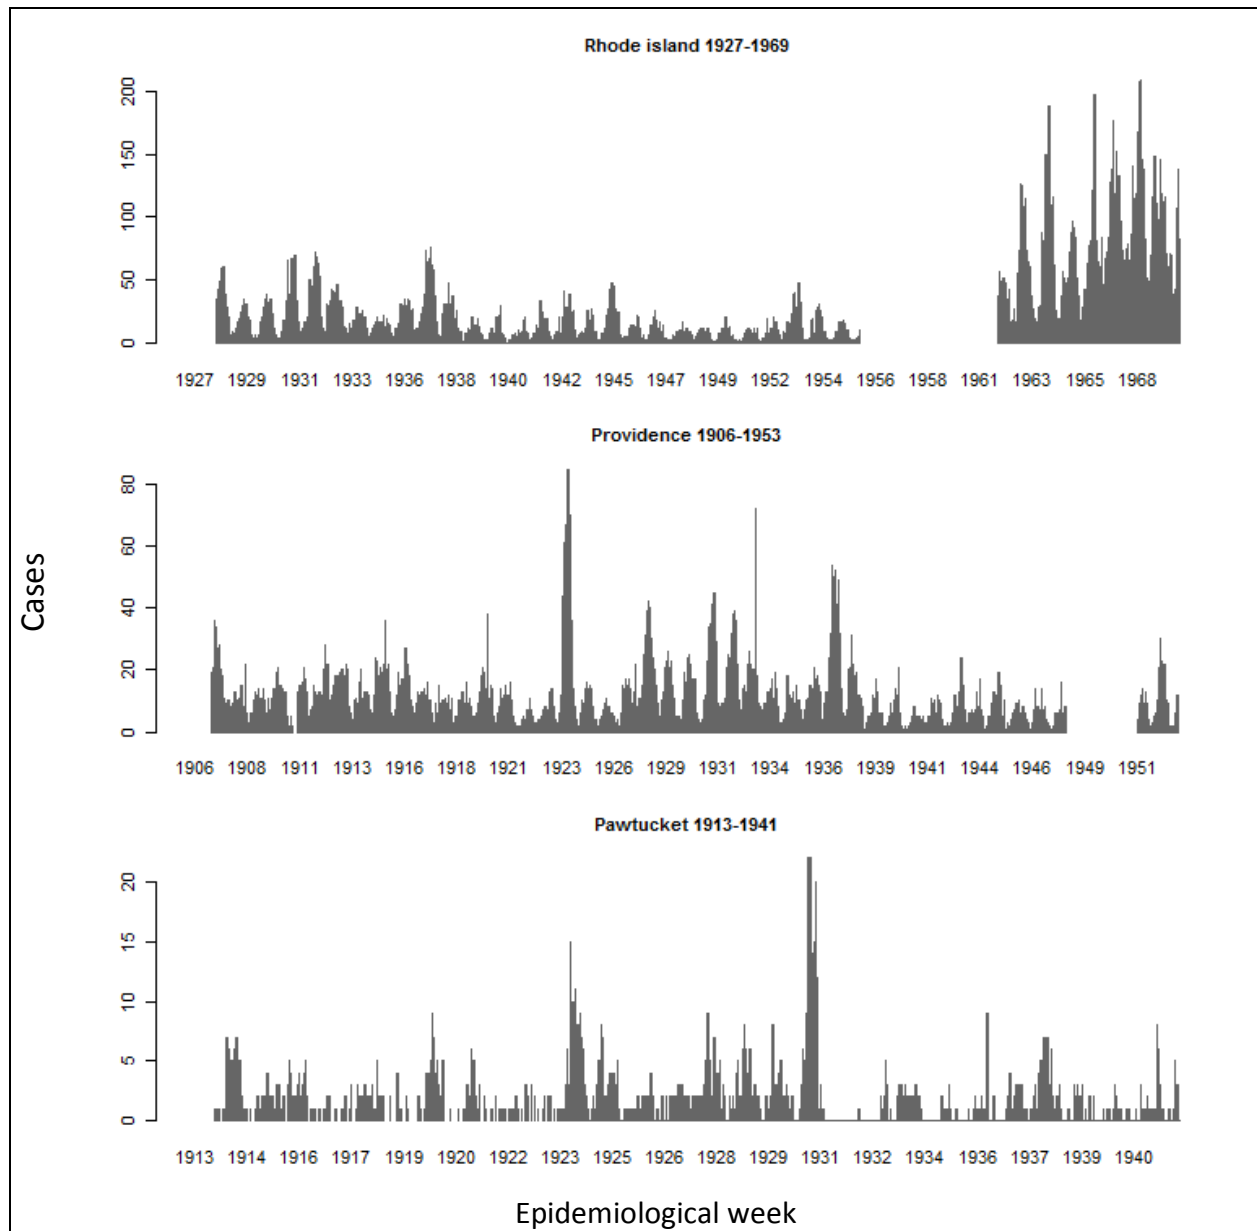 Rhode island 1927-1969
200
150
100
50
0
1927 1929 1931 1933 1936 1938 1940 1942 1945 1947 1949 1952 1954 1956 1958 1961 1963 1965 1968
Providence 1906-1953
80
60
40
20
0
Cases
1906 1908 1911 1913 1916 1918 1921 1923 1926 1929 1931 1934 1936 1939 1941 1944 1946 1949 1951
Pawtucket 1913-1941
20
15
10
5
0
1913 1914 1916 1917 1919 1920 1922 1923 1925 1926 1928 1929 1931 1932 1934 1936 1937 1939 1940
Epidemiological week